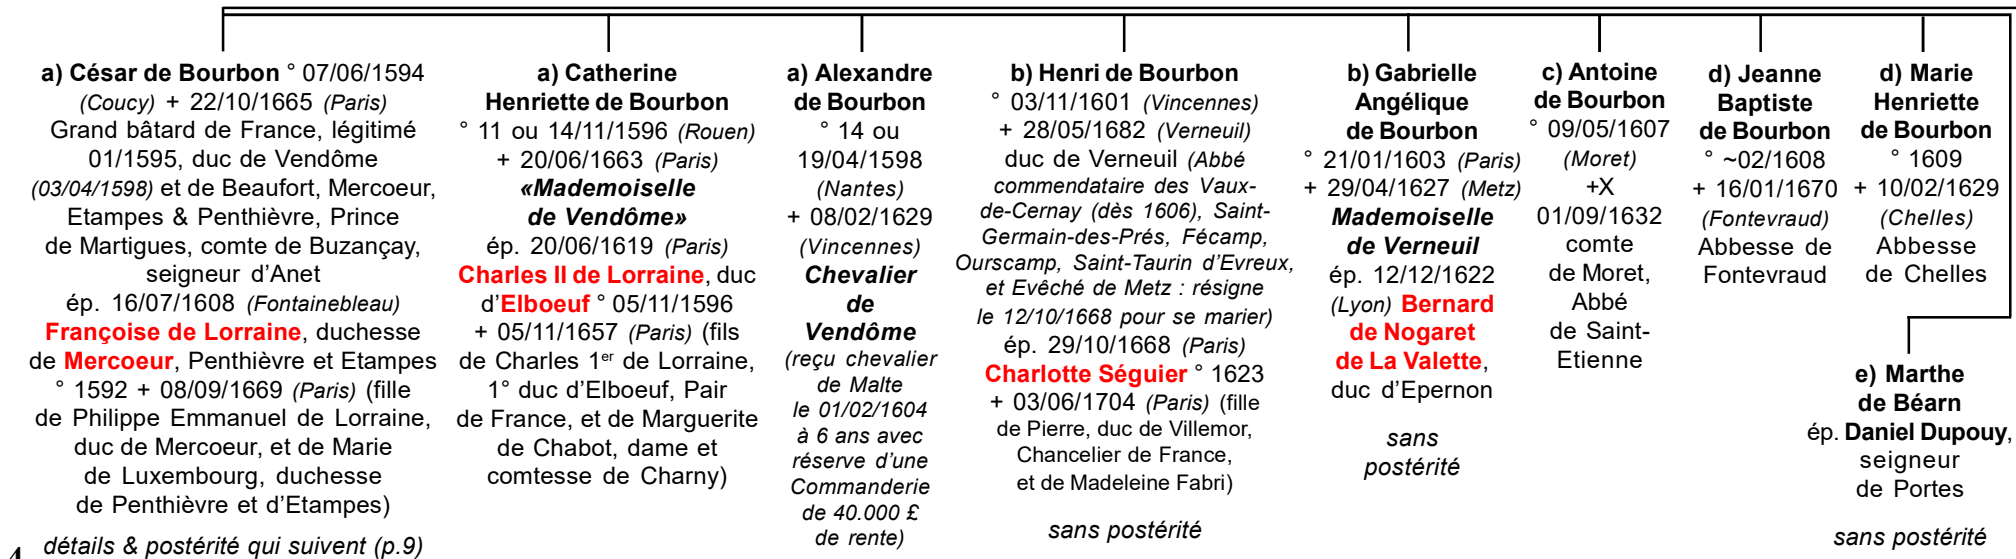 a) César de Bourbon ° 07/06/1594
(Coucy) + 22/10/1665 (Paris)
Grand bâtard de France, légitimé
01/1595, duc de Vendôme
(03/04/1598) et de Beaufort, Mercoeur,
Etampes & Penthièvre, Prince
de Martigues, comte de Buzançay,
seigneur d'Anet
ép. 16/07/1608 (Fontainebleau)
Françoise de Lorraine, duchesse
de Mercoeur, Penthièvre et Etampes
° 1592 + 08/09/1669 (Paris) (fille
de Philippe Emmanuel de Lorraine,
duc de Mercoeur, et de Marie
de Luxembourg, duchesse
de Penthièvre et d'Etampes)
détails & postérité qui suivent (p.9)
a) Catherine
Henriette de Bourbon
° 11 ou 14/11/1596 (Rouen)
+ 20/06/1663 (Paris)
«Mademoiselle
de Vendôme»
ép. 20/06/1619 (Paris)
Charles II de Lorraine, duc
d'Elboeuf ° 05/11/1596
+ 05/11/1657 (Paris) (fils
de Charles 1er de Lorraine,
1° duc d'Elboeuf, Pair
de France, et de Marguerite
de Chabot, dame et
comtesse de Charny)
a) Alexandre
de Bourbon
° 14 ou
19/04/1598
(Nantes)
+ 08/02/1629
(Vincennes)
Chevalier
de
Vendôme
(reçu chevalier
de Malte
le 01/02/1604
à 6 ans avec
réserve d'une
Commanderie
de 40.000 £
de rente)
b) Henri de Bourbon
° 03/11/1601 (Vincennes)
+ 28/05/1682 (Verneuil)
duc de Verneuil (Abbé
commendataire des Vaux-
de-Cernay (dès 1606), Saint-
Germain-des-Prés, Fécamp,
Ourscamp, Saint-Taurin d'Evreux,
et Evêché de Metz : résigne
le 12/10/1668 pour se marier)
ép. 29/10/1668 (Paris)
Charlotte Séguier ° 1623
+ 03/06/1704 (Paris) (fille
de Pierre, duc de Villemor,
Chancelier de France,
et de Madeleine Fabri)
sans postérité
b) Gabrielle
Angélique
de Bourbon
° 21/01/1603 (Paris)
+ 29/04/1627 (Metz)
Mademoiselle
de Verneuil
ép. 12/12/1622
(Lyon) Bernard
de Nogaret
de La Valette,
duc d'Epernon
sans
postérité
c) Antoine
de Bourbon
° 09/05/1607
(Moret)
+X
01/09/1632
comte
de Moret,
Abbé
de Saint-
Etienne
d) Jeanne
Baptiste
de Bourbon
° ~02/1608
+ 16/01/1670
(Fontevraud)
Abbesse de
Fontevraud
d) Marie
Henriette
de Bourbon
° 1609
+ 10/02/1629
(Chelles)
Abbesse
de Chelles
e) Marthe
de Béarn
ép. Daniel Dupouy,
seigneur
de Portes
sans postérité